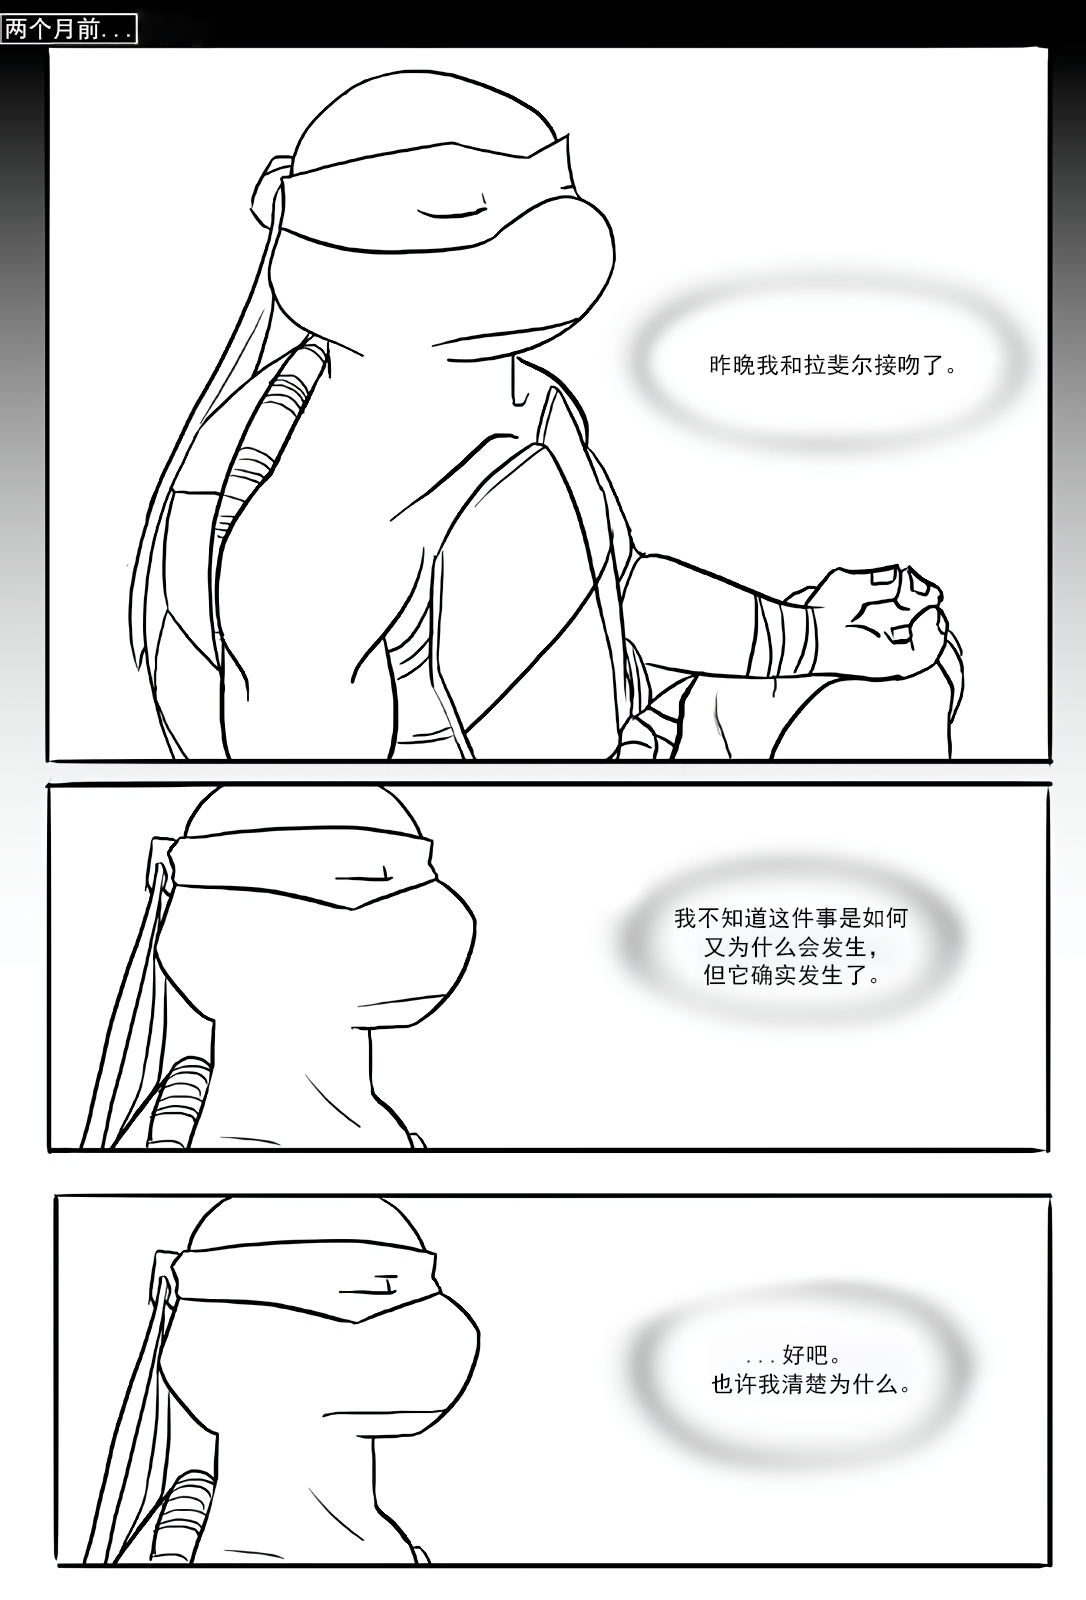 两个月前...
昨晚我和拉斐尔接吻了。
我不知道这件事是如何
又为什么会发生，
但它确实发生了。
...好吧。
也许我清楚为什么。